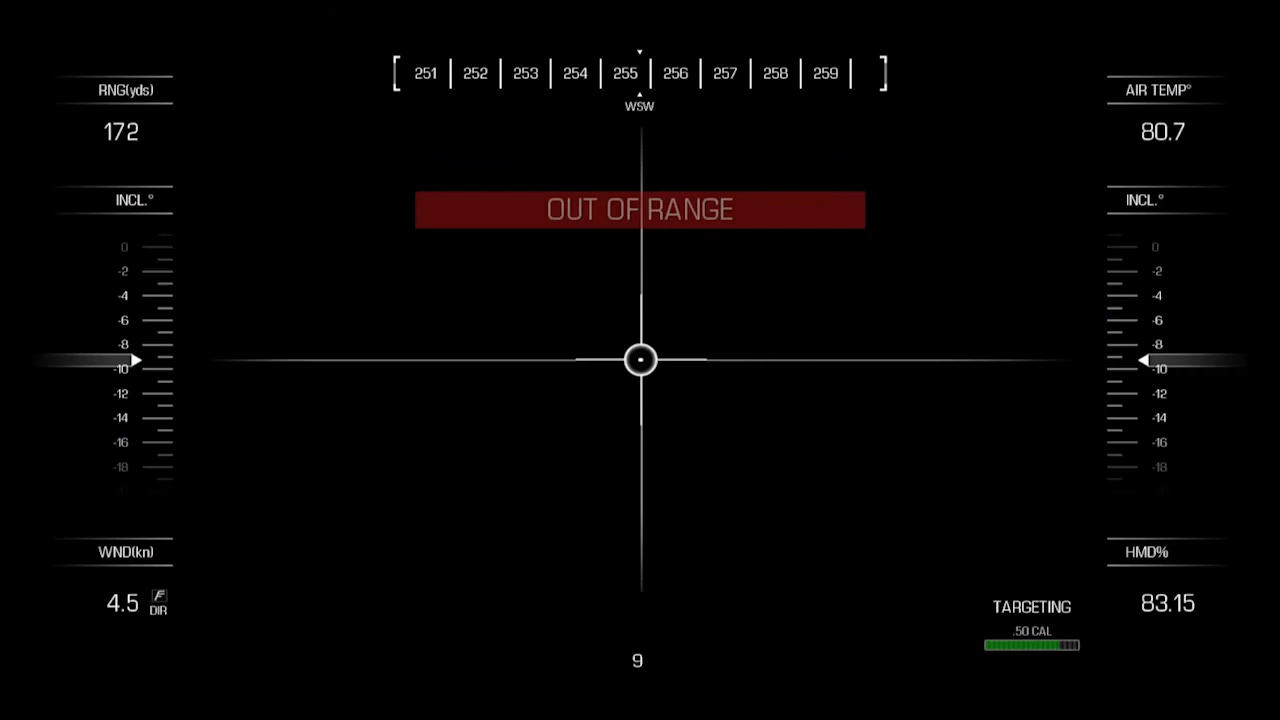 251 252 253 254 255 256 257 258 259
WSW
RNG(yds)
172
AIR TEMP°
80.7
OUT OF RANGE
INCL.°
0
-2
-4
-6
-8
-10
-12
-14
-16
-18
INCL.°
0
-2
-4
-6
-8
-10
-12
-14
-16
-18
WND(kn)
4.5
F
DIR
HMD%
83.15
TARGETING
.50 CAL
9